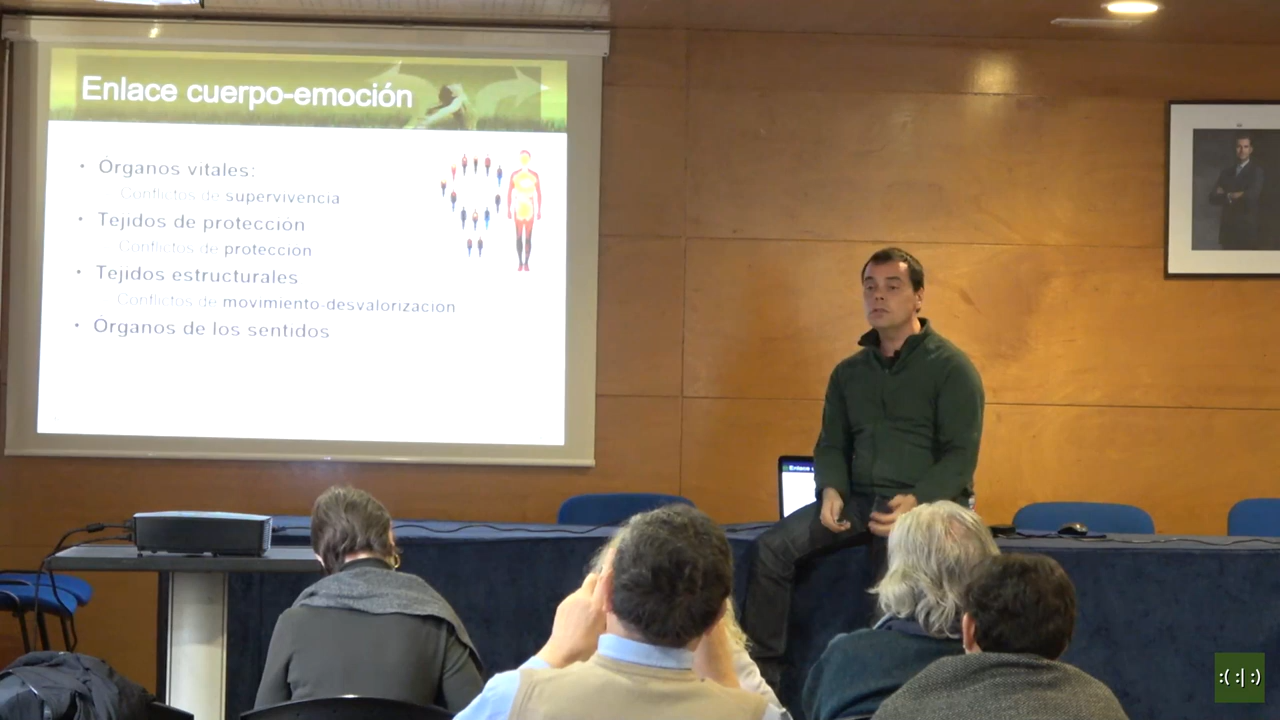 Enlace cuerpo-emoción
• Órganos vitales:
Conflictos de supervivencia
• Tejidos de protección
Conflictos de protección
• Tejidos estructurales
Conflictos de movimiento-desvalorización
• Órganos de los sentidos
Enlace
:( :| :)